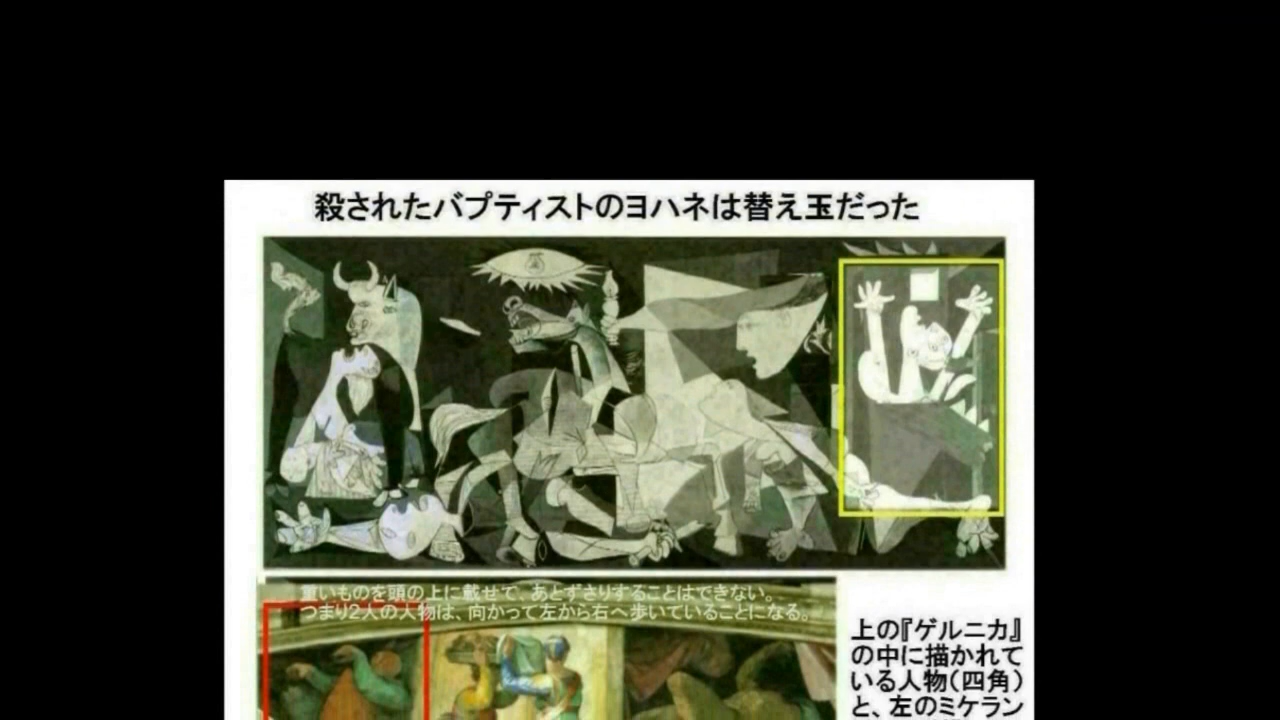 殺されたバプティストのヨハネは替え玉だった
重いものを頭の上に載せて、あとずさりすることはできない。
つまり2人の人物は、向かって左から右へ歩いていることになる。
上の『ゲルニカ』
の中に描かれて
いる人物(四角)
と、左のミケラン